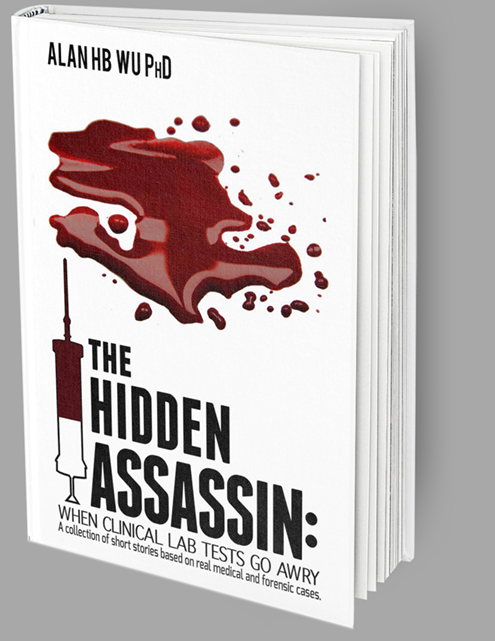 ALAN HB WU PHD
THE
HIDDEN
ASSASSIN:
WHEN CLINICAL LAB TESTS GO AWRY
A collection of short stories based on real medical and forensic cases.